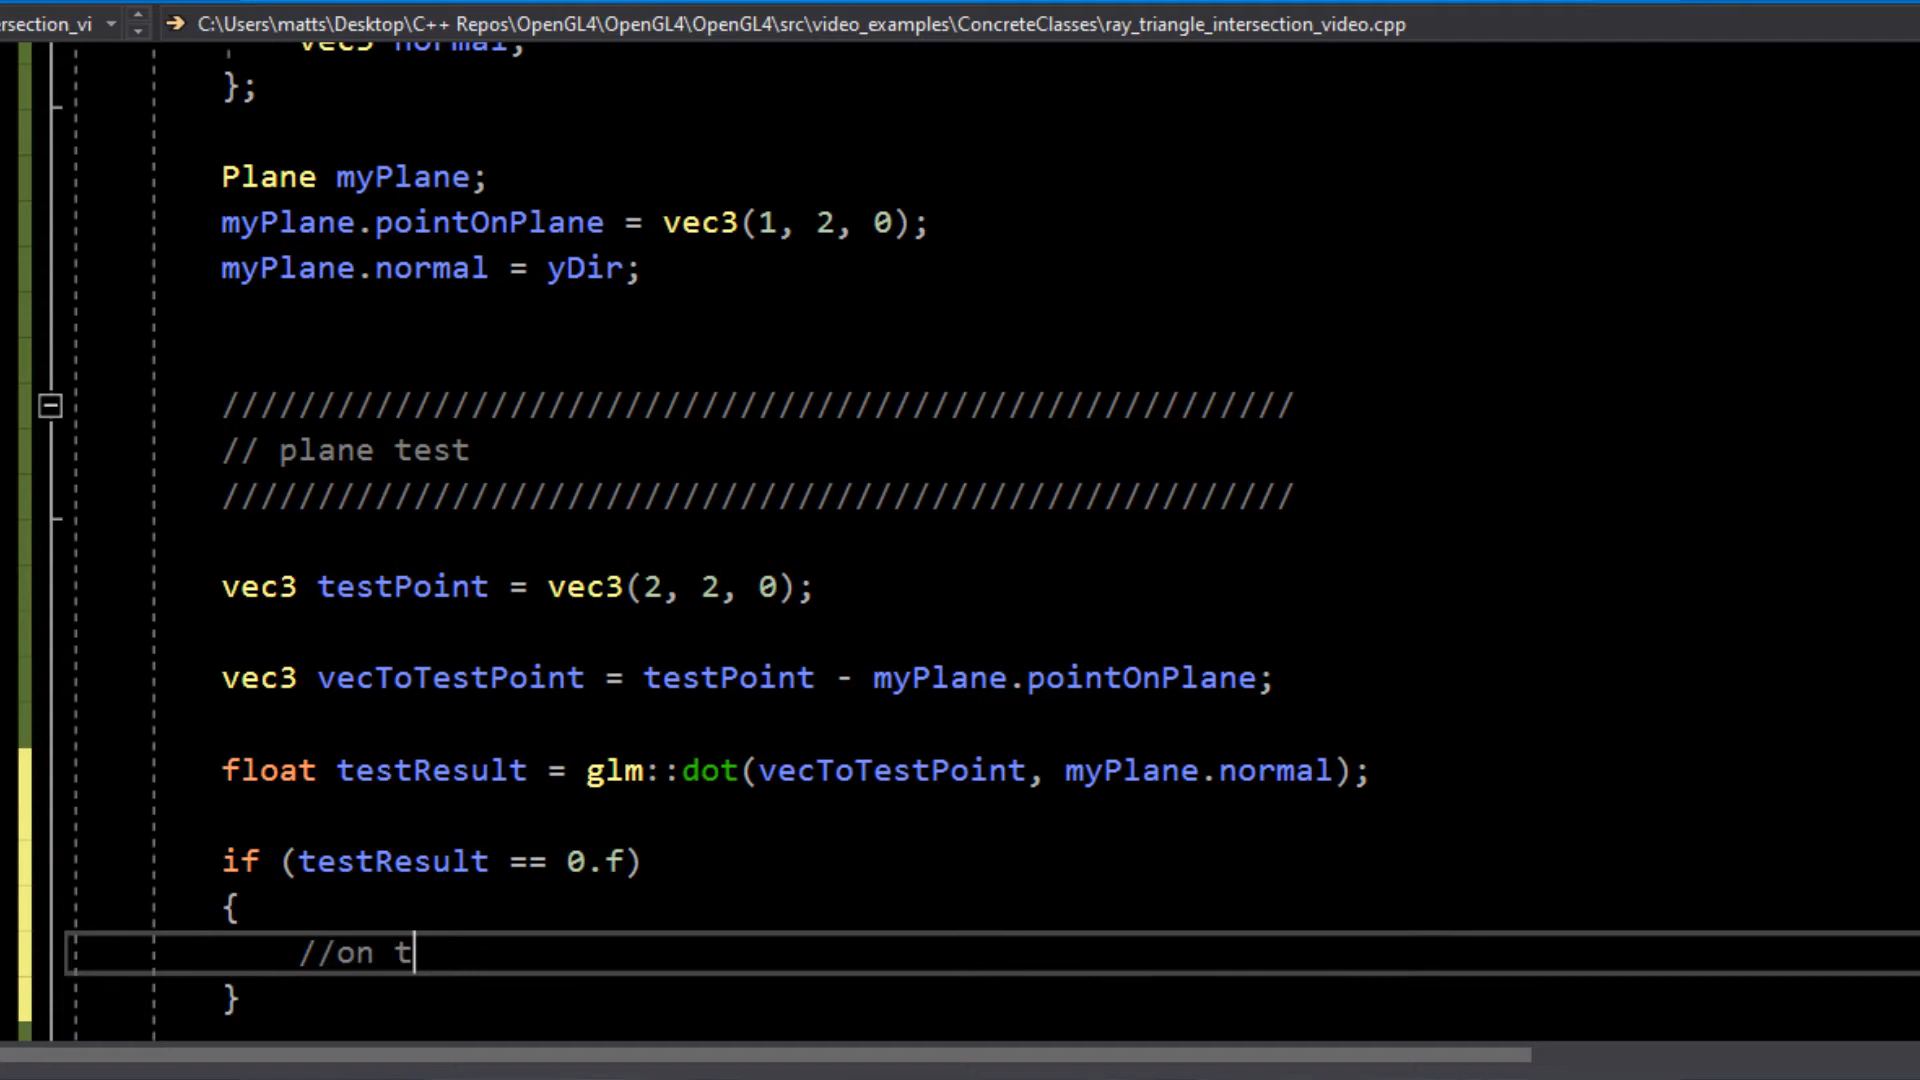 rsection_vi C:\Users\matts\Desktop\C++ Repos\OpenGL4\OpenGL4\OpenGL4\src\video_examples\ConcreteClasses\ray_triangle_intersection_video.cpp
vec3 normal;
};
Plane myPlane;
myPlane.pointOnPlane = vec3(1, 2, 0);
myPlane.normal = yDir;
////////////////////////////////////////////////////////
// plane test
////////////////////////////////////////////////////////
vec3 testPoint = vec3(2, 2, 0);
vec3 vecToTestPoint = testPoint - myPlane.pointOnPlane;
float testResult = glm::dot(vecToTestPoint, myPlane.normal);
if (testResult == 0.f)
{
//on t
}